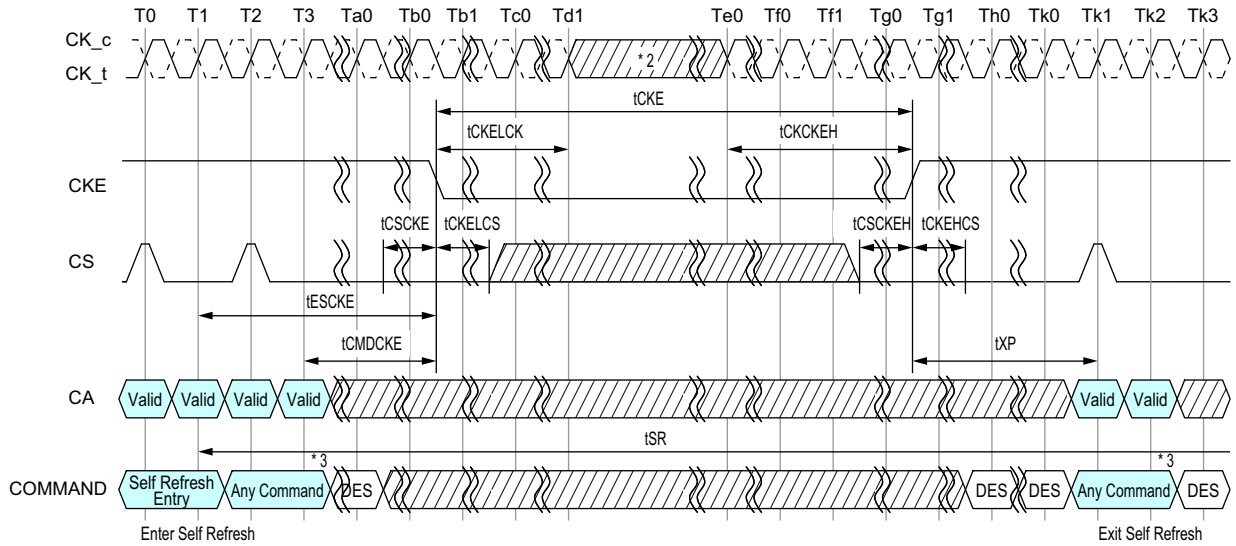 T0 T1 T2 T3 Ta0 Tb0 Tb1 Tc0 Td1 Te0 Tf0 Tf1 Tg0 Tg1 Th0 Tk0 Tk1 Tk2 Tk3
CK_c
CK_t
* 2
tCKE
tCKELCK tCKCKEH
CKE
tCSCKE tCKELCS tCSCKEH tCKEHCS
CS
tESCKE
tCMDCKE tXP
CA Valid Valid Valid Valid Valid Valid
tSR
* 3 * 3
COMMAND Self Refresh Entry Any Command DES DES DES Any Command DES
Enter Self Refresh Exit Self Refresh